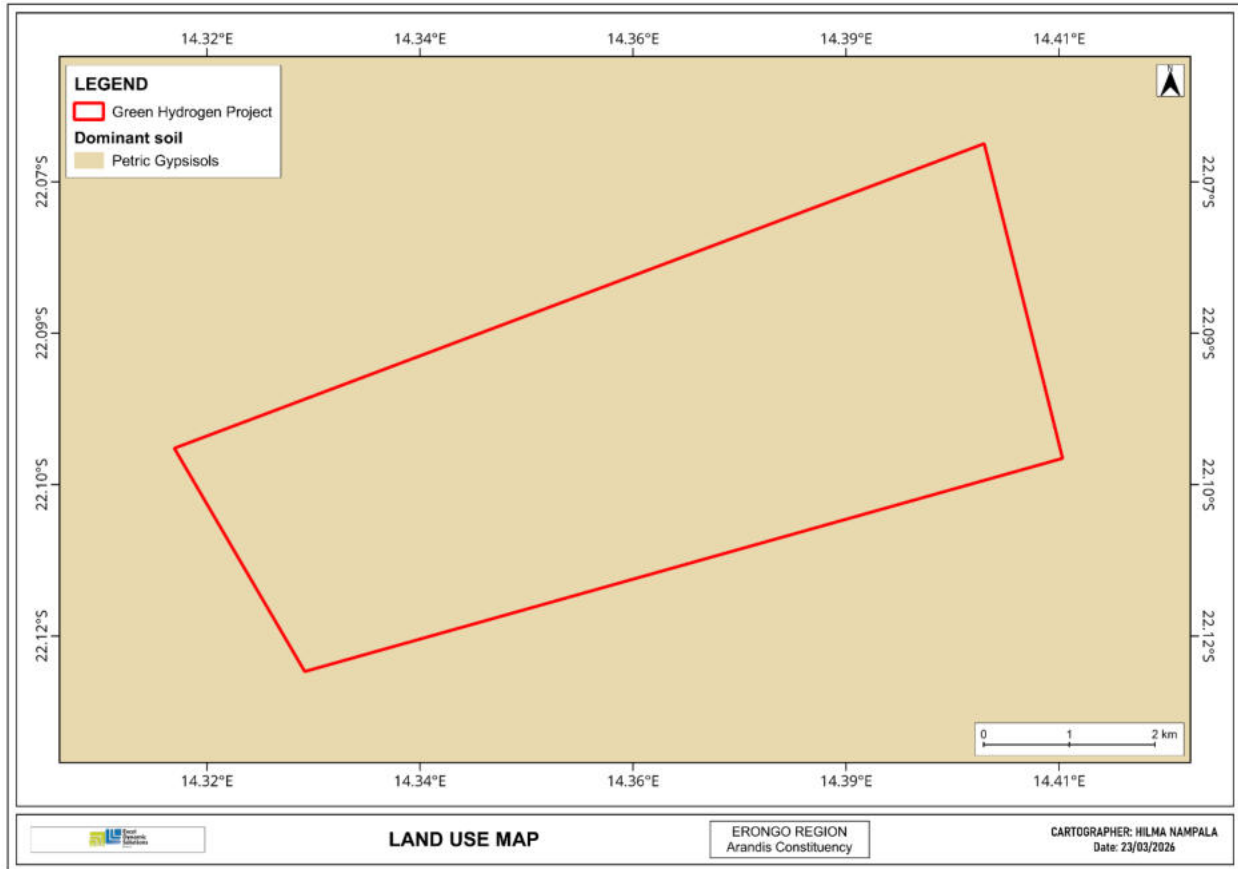 14.32°E 14.34°E 14.36°E 14.39°E 14.41°E
LEGEND
Green Hydrogen Project
Dominant soil
Petric Gypsisols
N
22.07°S 22.07°S
22.09°S 22.09°S
22.10°S 22.10°S
22.12°S 22.12°S
0 1 2 km
14.32°E 14.34°E 14.36°E 14.39°E 14.41°E
Excel
Dynamic
Solutions
LAND USE MAP
ERONGO REGION
Arandis Constituency
CARTOGRAPHER: HILMA NAMPALA
Date: 23/03/2026